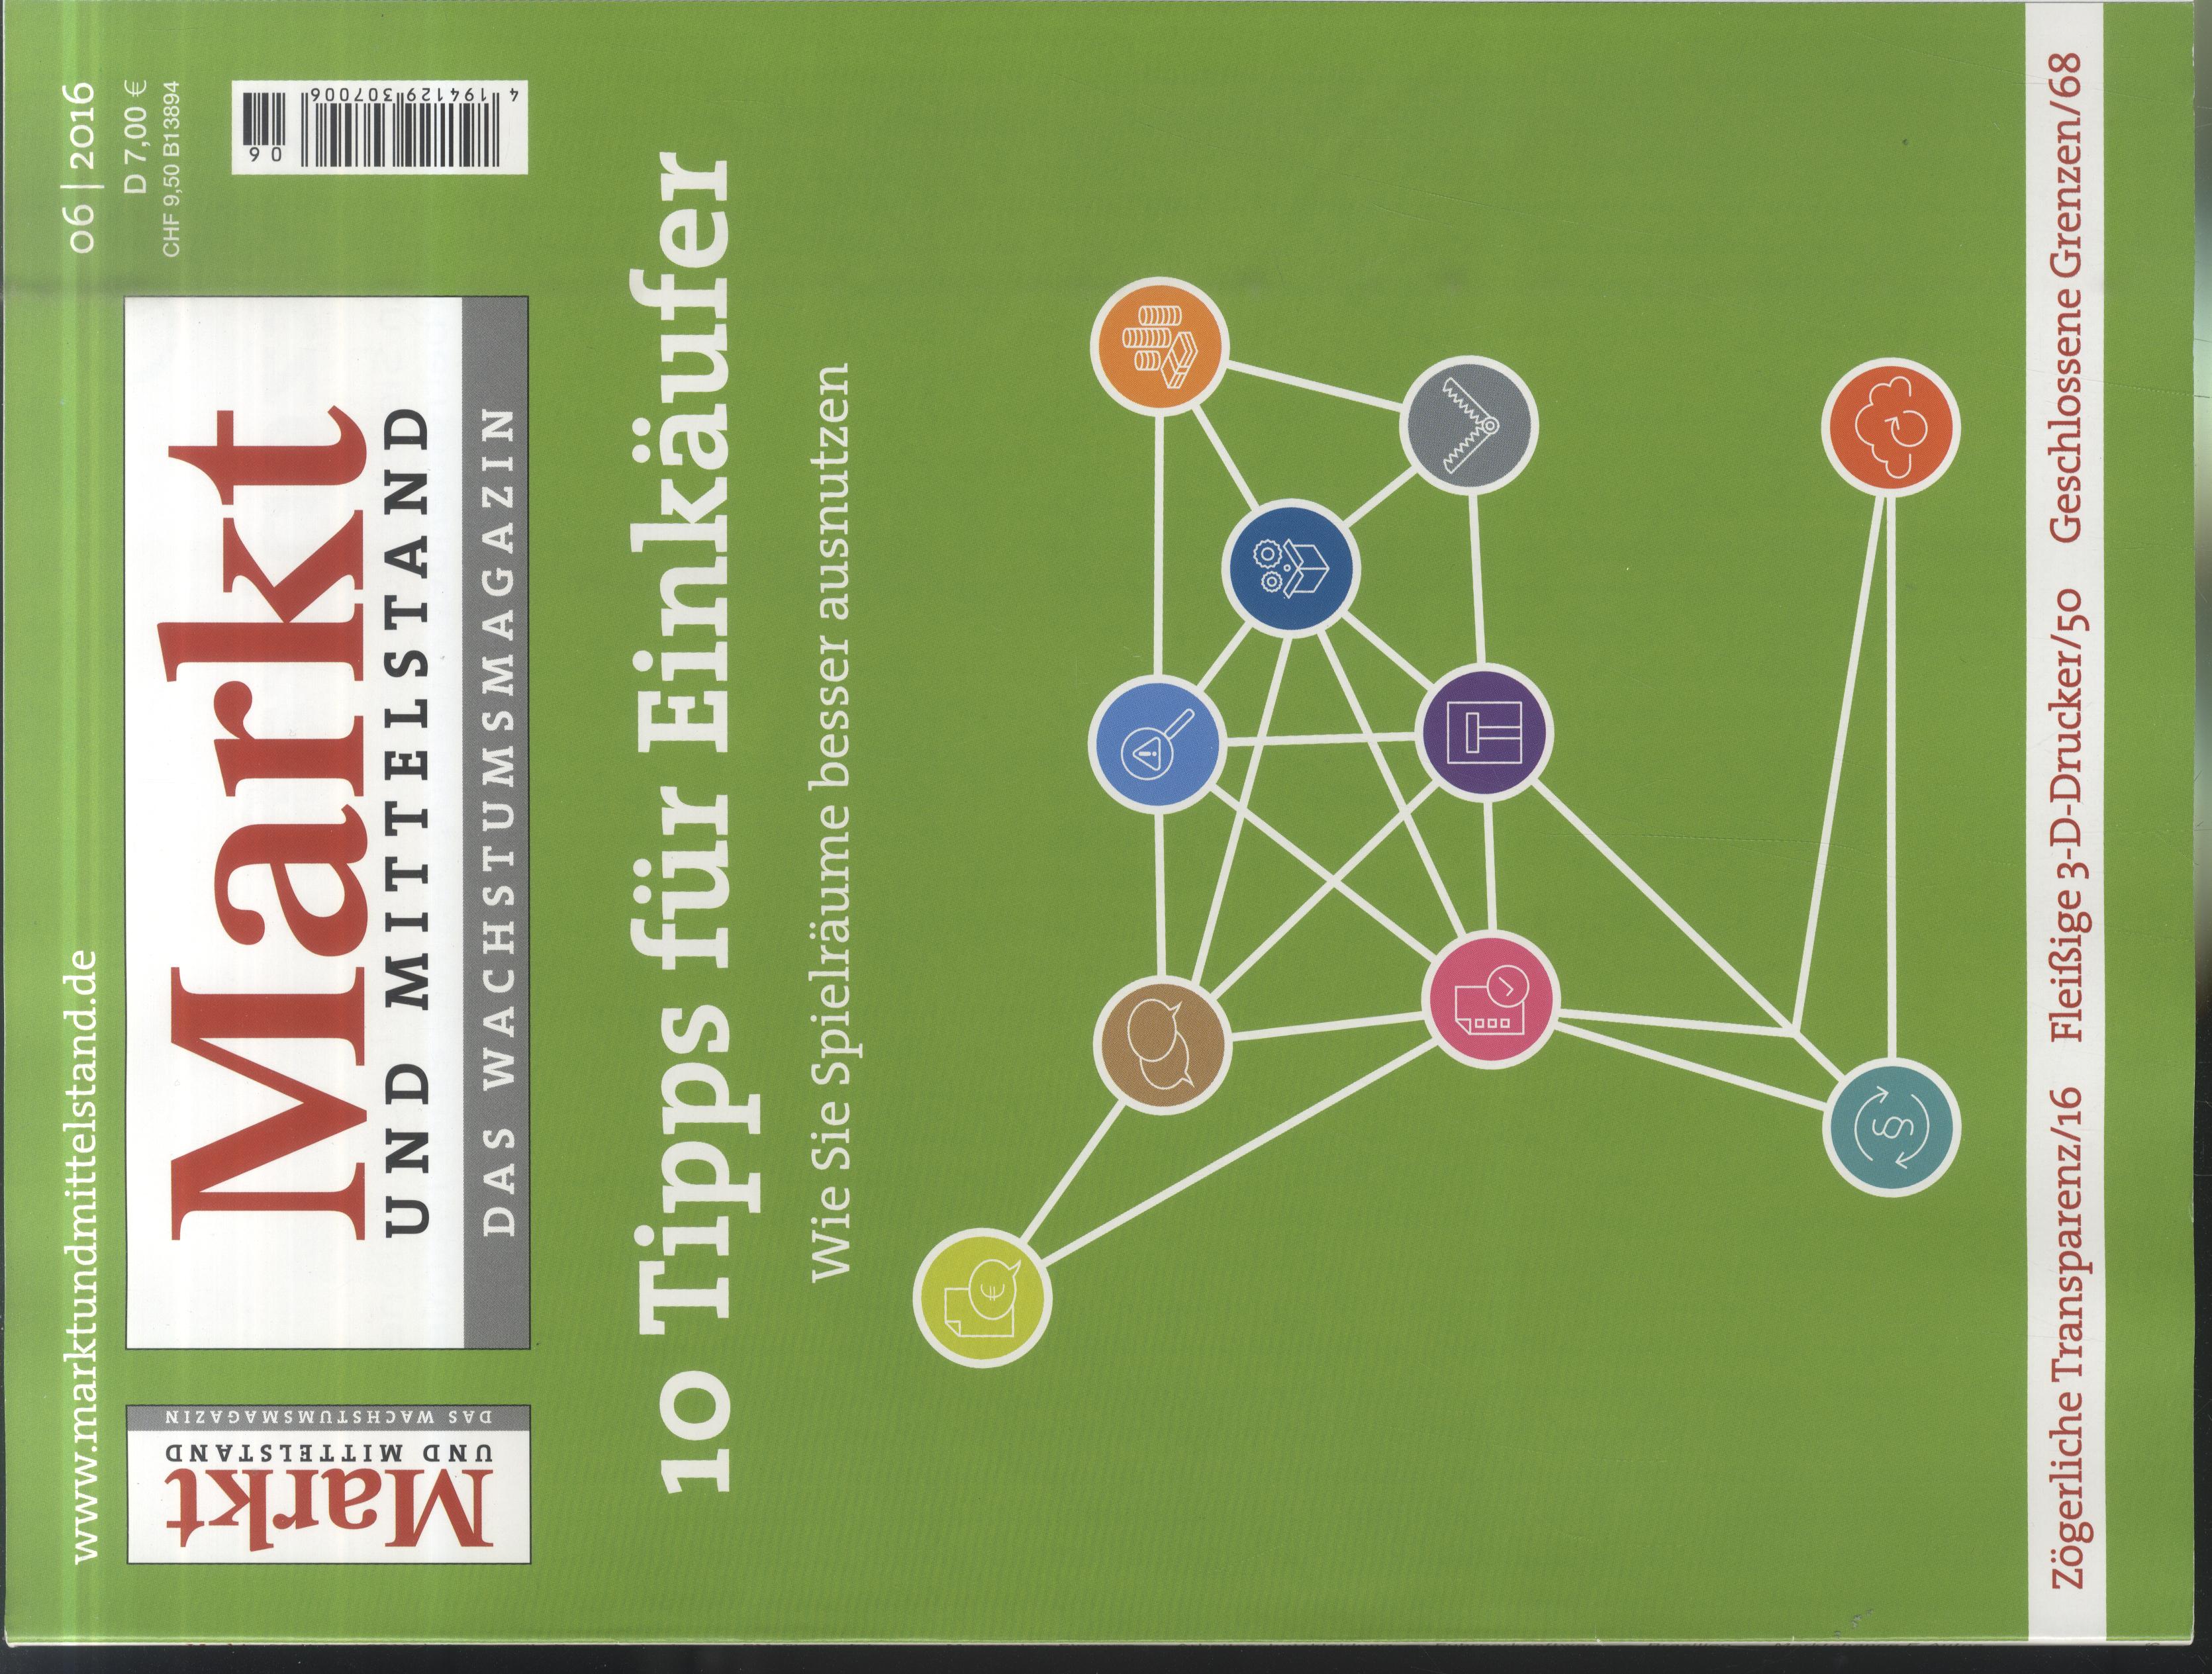 www.marktundmittelstand.de
06 | 2016
D 7,00 €
CHF 9,50 B13894
Markt
UND MITTELSTAND
DAS WACHSTUMSMAGAZIN
Markt
UND MITTELSTAND
DAS WACHSTUMSMAGAZIN
4 194129 307006
06
10 Tipps für Einkäufer
Wie Sie Spielräume besser ausnutzen
€
§
Zögerliche Transparenz/16 Fleißige 3-D-Drucker/50 Geschlossene Grenzen/68